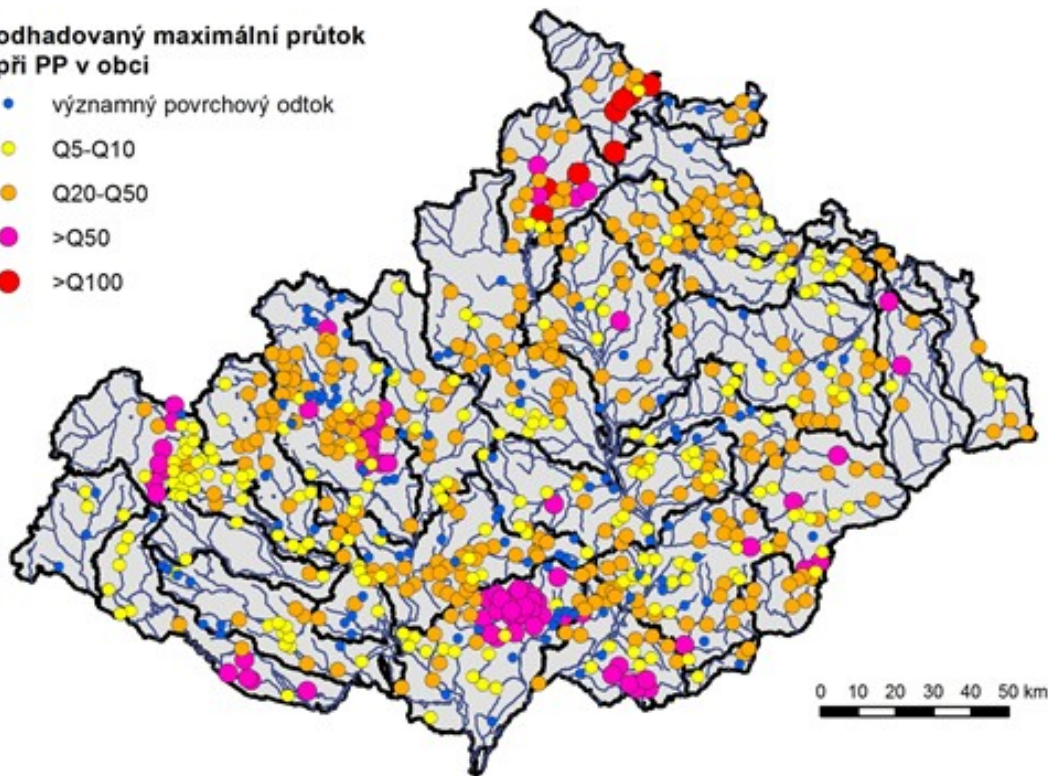 odhadovaný maximální průtok
při PP v obci
významný povrchový odtok
Q5-Q10
Q20-Q50
>Q50
>Q100
0 10 20 30 40 50 km